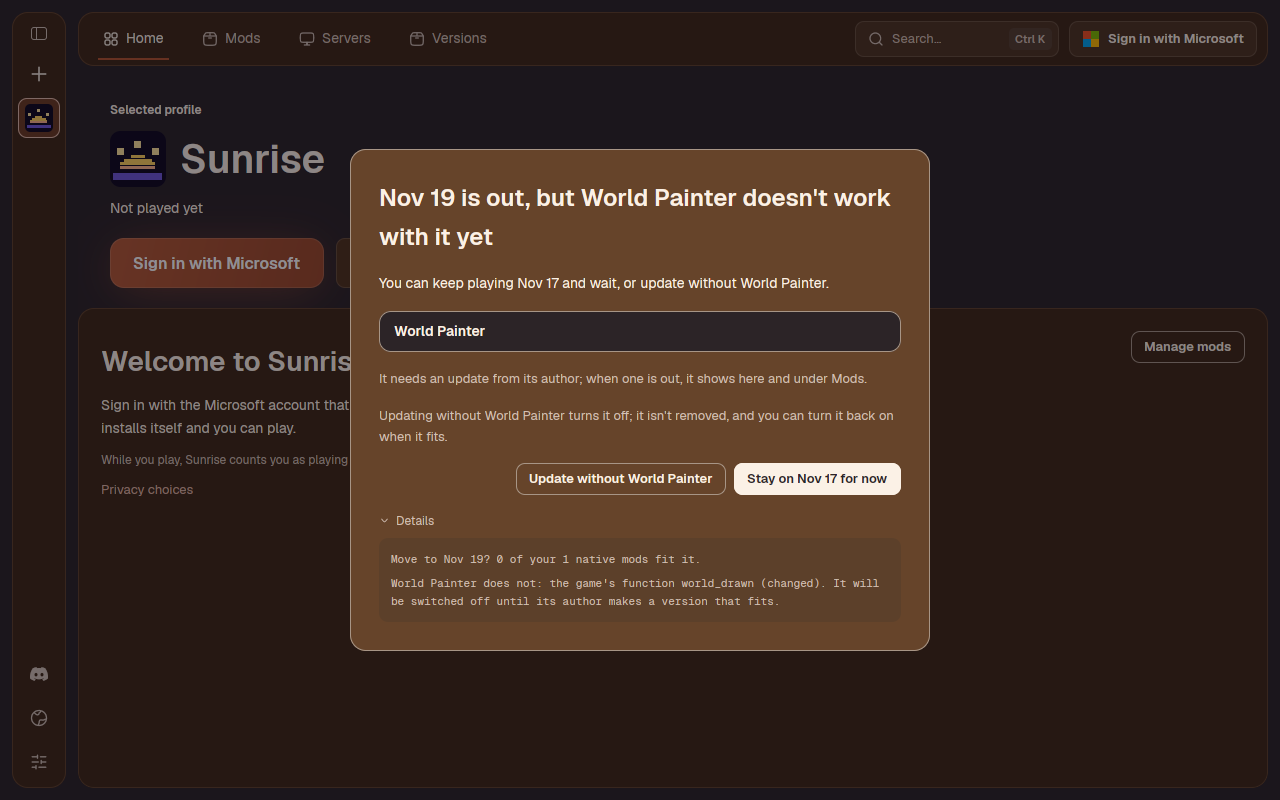 Home
Mods
Servers
Versions
Search...
Ctrl K
Sign in with Microsoft
Selected profile
Sunrise
Not played yet
Sign in with Microsoft
Nov 19 is out, but World Painter doesn't work
with it yet
You can keep playing Nov 17 and wait, or update without World Painter.
World Painter
It needs an update from its author; when one is out, it shows here and under Mods.
Updating without World Painter turns it off; it isn't removed, and you can turn it back on
when it fits.
Update without World Painter
Stay on Nov 17 for now
Details
Move to Nov 19? 0 of your 1 native mods fit it.
World Painter does not: the game's function world_drawn (changed). It will
be switched off until its author makes a version that fits.
Welcome to Sunris
Manage mods
Sign in with the Microsoft account that
installs itself and you can play.
While you play, Sunrise counts you as playing
Privacy choices